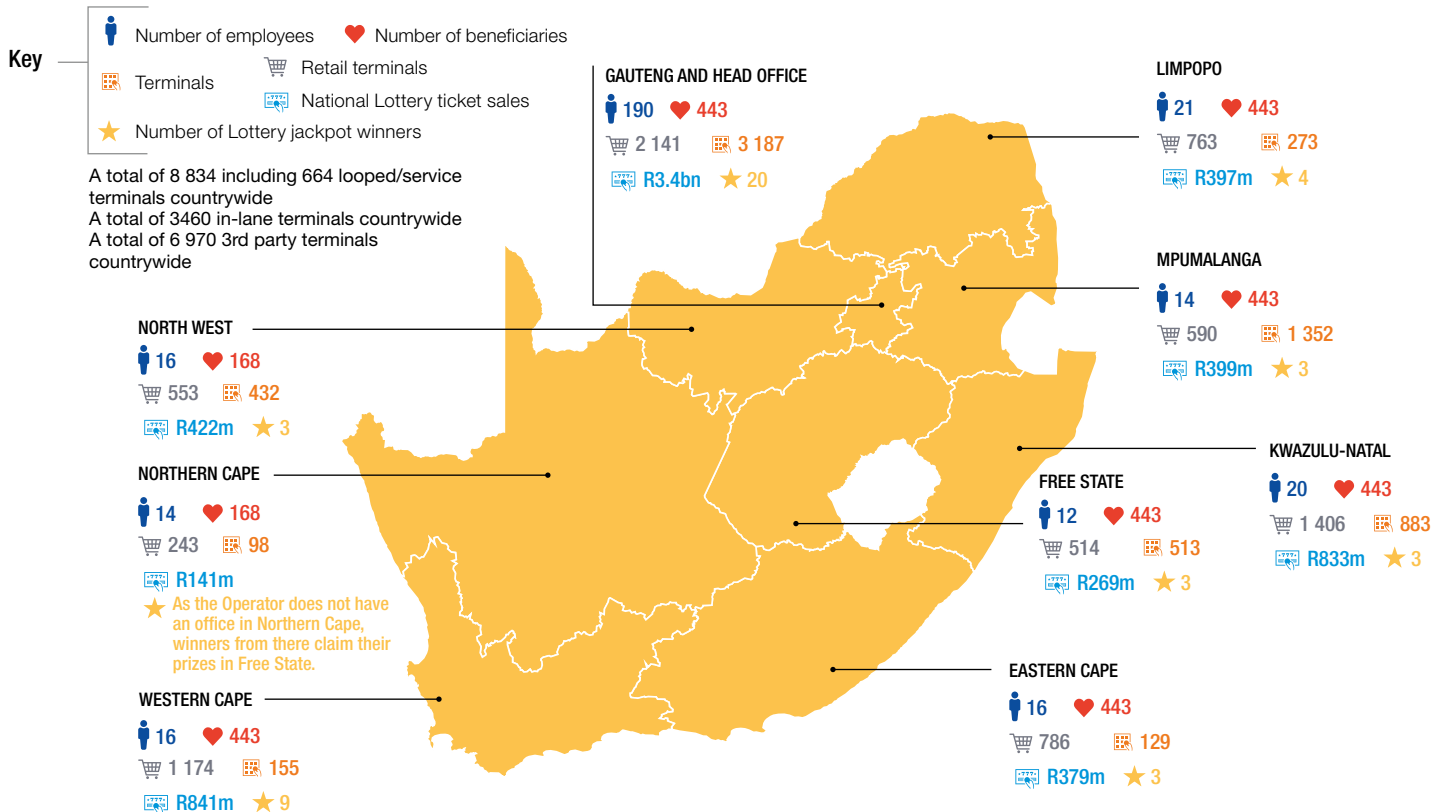 Key
Number of employees
Number of beneficiaries
Terminals
Retail terminals
National Lottery ticket sales
Number of Lottery jackpot winners
A total of 8 834 including 664 looped/service
terminals countrywide
A total of 3460 in-lane terminals countrywide
A total of 6 970 3rd party terminals
countrywide
GAUTENG AND HEAD OFFICE
190 443
2 141 3 187
R3.4bn 20
LIMPOPO
21 443
763 273
R397m 4
MPUMALANGA
14 443
590 1 352
R399m 3
NORTH WEST
16 168
553 432
R422m 3
NORTHERN CAPE
14 168
243 98
R141m
As the Operator does not have
an office in Northern Cape,
winners from there claim their
prizes in Free State.
WESTERN CAPE
16 443
1 174 155
R841m 9
KWAZULU-NATAL
20 443
1 406 883
R833m 3
FREE STATE
12 443
514 513
R269m 3
EASTERN CAPE
16 443
786 129
R379m 3